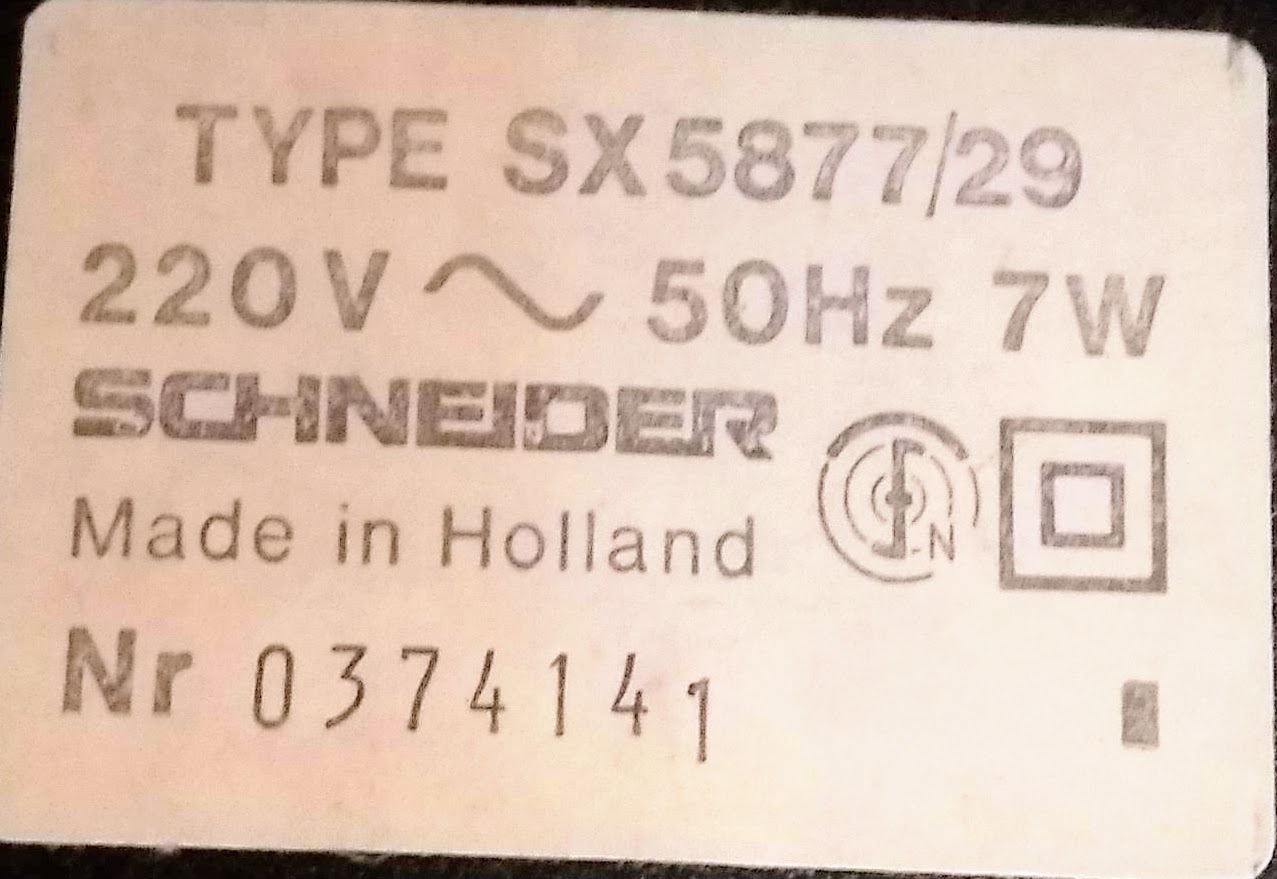 TYPE SX5877/29
220V ~ 50Hz 7W
SCHNEIDER
Made in Holland
N
Nr 0374141